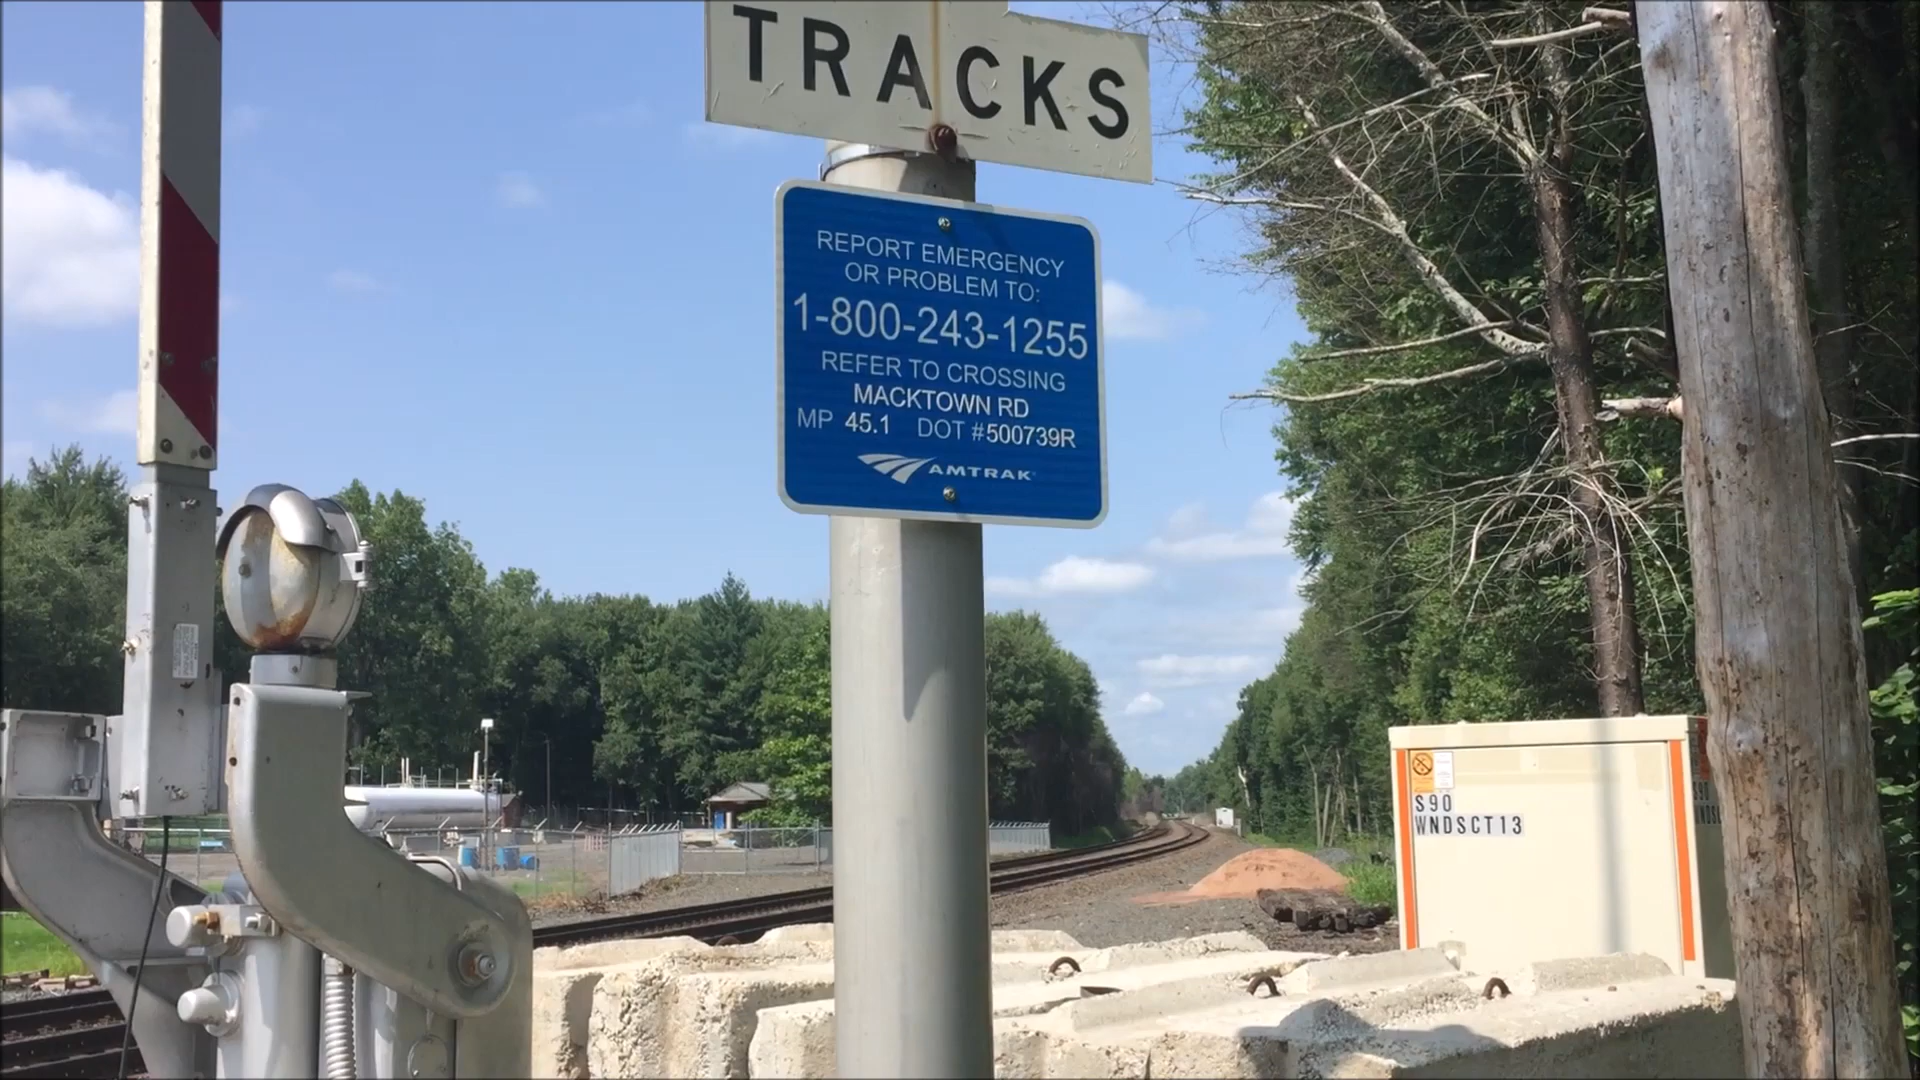 TRACKS
REPORT EMERGENCY
OR PROBLEM TO:
1-800-243-1255
REFER TO CROSSING
MACKTOWN RD
MP 45.1 DOT #500739R
AMTRAK
S90
WNDSCT13